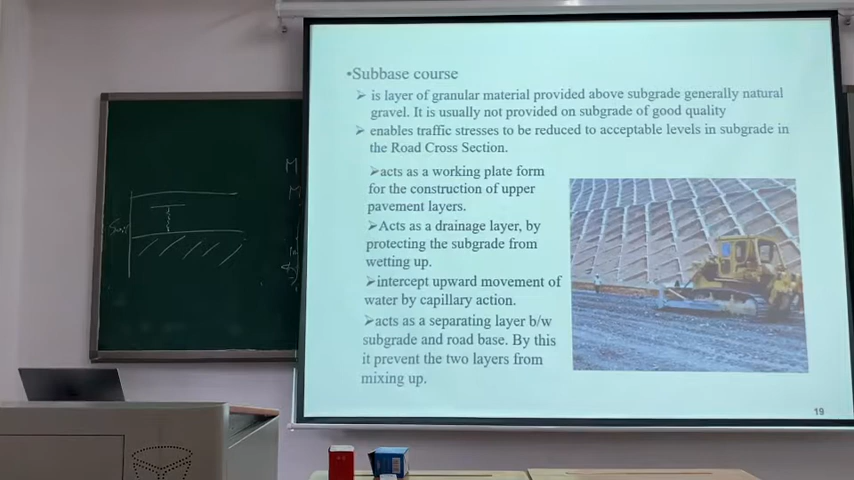 •Subbase course
➢ is layer of granular material provided above subgrade generally natural
gravel. It is usually not provided on subgrade of good quality
➢ enables traffic stresses to be reduced to acceptable levels in subgrade in
the Road Cross Section.
➢acts as a working plate form
for the construction of upper
pavement layers.
➢Acts as a drainage layer, by
protecting the subgrade from
wetting up.
➢intercept upward movement of
water by capillary action.
➢acts as a separating layer b/w
subgrade and road base. By this
it prevent the two layers from
mixing up.
19